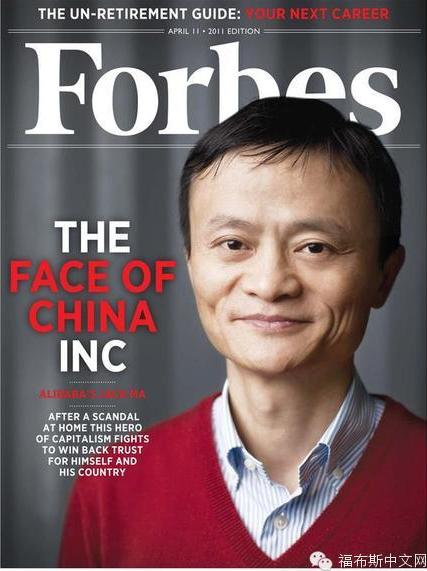 THE UN-RETIREMENT GUIDE: YOUR NEXT CAREER
APRIL 11 • 2011 EDITION
Forbes
THE
FACE OF
CHINA
INC
ALIBABA'S JACK MA
AFTER A SCANDAL
AT HOME THIS HERO
OF CAPITALISM FIGHTS
TO WIN BACK TRUST
FOR HIMSELF AND
HIS COUNTRY
福布斯中文网